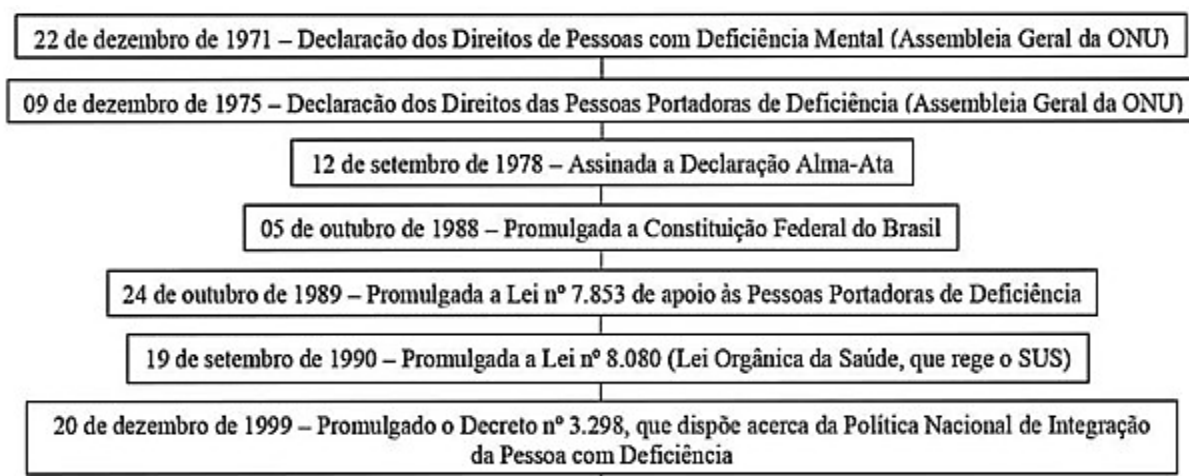 22 de dezembro de 1971 – Declaracão dos Direitos de Pessoas com Deficiência Mental (Assembleia Geral da ONU)
09 de dezembro de 1975 – Declaracão dos Direitos das Pessoas Portadoras de Deficiência (Assembleia Geral da ONU)
12 de setembro de 1978 – Assinada a Declaração Alma-Ata
05 de outubro de 1988 – Promulgada a Constituição Federal do Brasil
24 de outubro de 1989 – Promulgada a Lei nº 7.853 de apoio às Pessoas Portadoras de Deficiência
19 de setembro de 1990 – Promulgada a Lei nº 8.080 (Lei Orgânica da Saúde, que rege o SUS)
20 de dezembro de 1999 – Promulgado o Decreto nº 3.298, que dispõe acerca da Política Nacional de Integração
da Pessoa com Deficiência